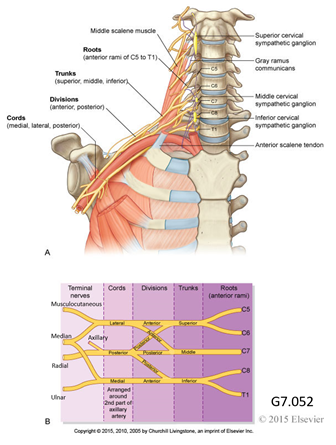 Middle scalene muscle
Roots
(anterior rami of C5 to T1)
Trunks
(superior, middle, inferior)
Divisions
(anterior, posterior)
Cords
(medial, lateral, posterior)
Superior cervical
sympathetic ganglion
Gray ramus
communicans
Middle cervical
sympathetic ganglion
Inferior cervical
sympathetic ganglion
Anterior scalene tendon
C5
C6
C7
C8
T1
A
Terminal
nerves
Cords
Divisions
Trunks
Roots
(anterior rami)
Musculocutaneous
Median
Axillary
Radial
Ulnar
Lateral
Anterior
Superior
Anterior
Posterior
Posterior
Posterior
Middle
Posterior
Medial
Anterior
Inferior
C5
C6
C7
C8
T1
Arranged
around
2nd part of
axillary
artery
B
G7.052
© 2015 Elsevier
Copyright © 2015, 2010, 2005 by Churchill Livingstone, an imprint of Elsevier Inc.